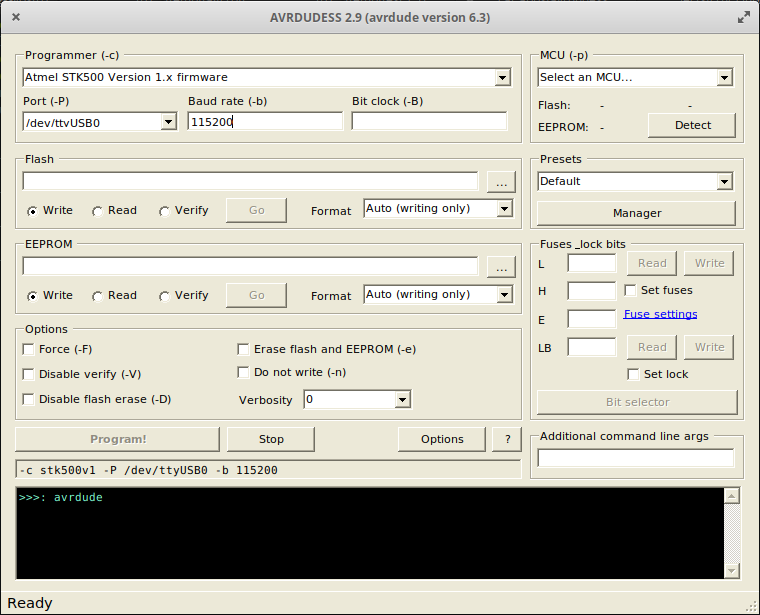 AVRDUDESS 2.9 (avrdude version 6.3)
Programmer (-c)
Atmel STK500 Version 1.x firmware
Port (-P)
Baud rate (-b)
Bit clock (-B)
/dev/ttyUSB0
115200
MCU (-p)
Select an MCU...
Flash: - -
EEPROM: -
Detect
Flash
...
Write
Read
Verify
Go
Format
Auto (writing only)
Presets
Default
Manager
EEPROM
...
Write
Read
Verify
Go
Format
Auto (writing only)
Fuses _lock bits
L
Read
Write
H
Set fuses
E
Fuse settings
LB
Read
Write
Set lock
Bit selector
Options
Force (-F)
Erase flash and EEPROM (-e)
Disable verify (-V)
Do not write (-n)
Disable flash erase (-D)
Verbosity
0
Program!
Stop
Options
?
Additional command line args
-c stk500v1 -P /dev/ttyUSB0 -b 115200
>>>: avrdude
Ready